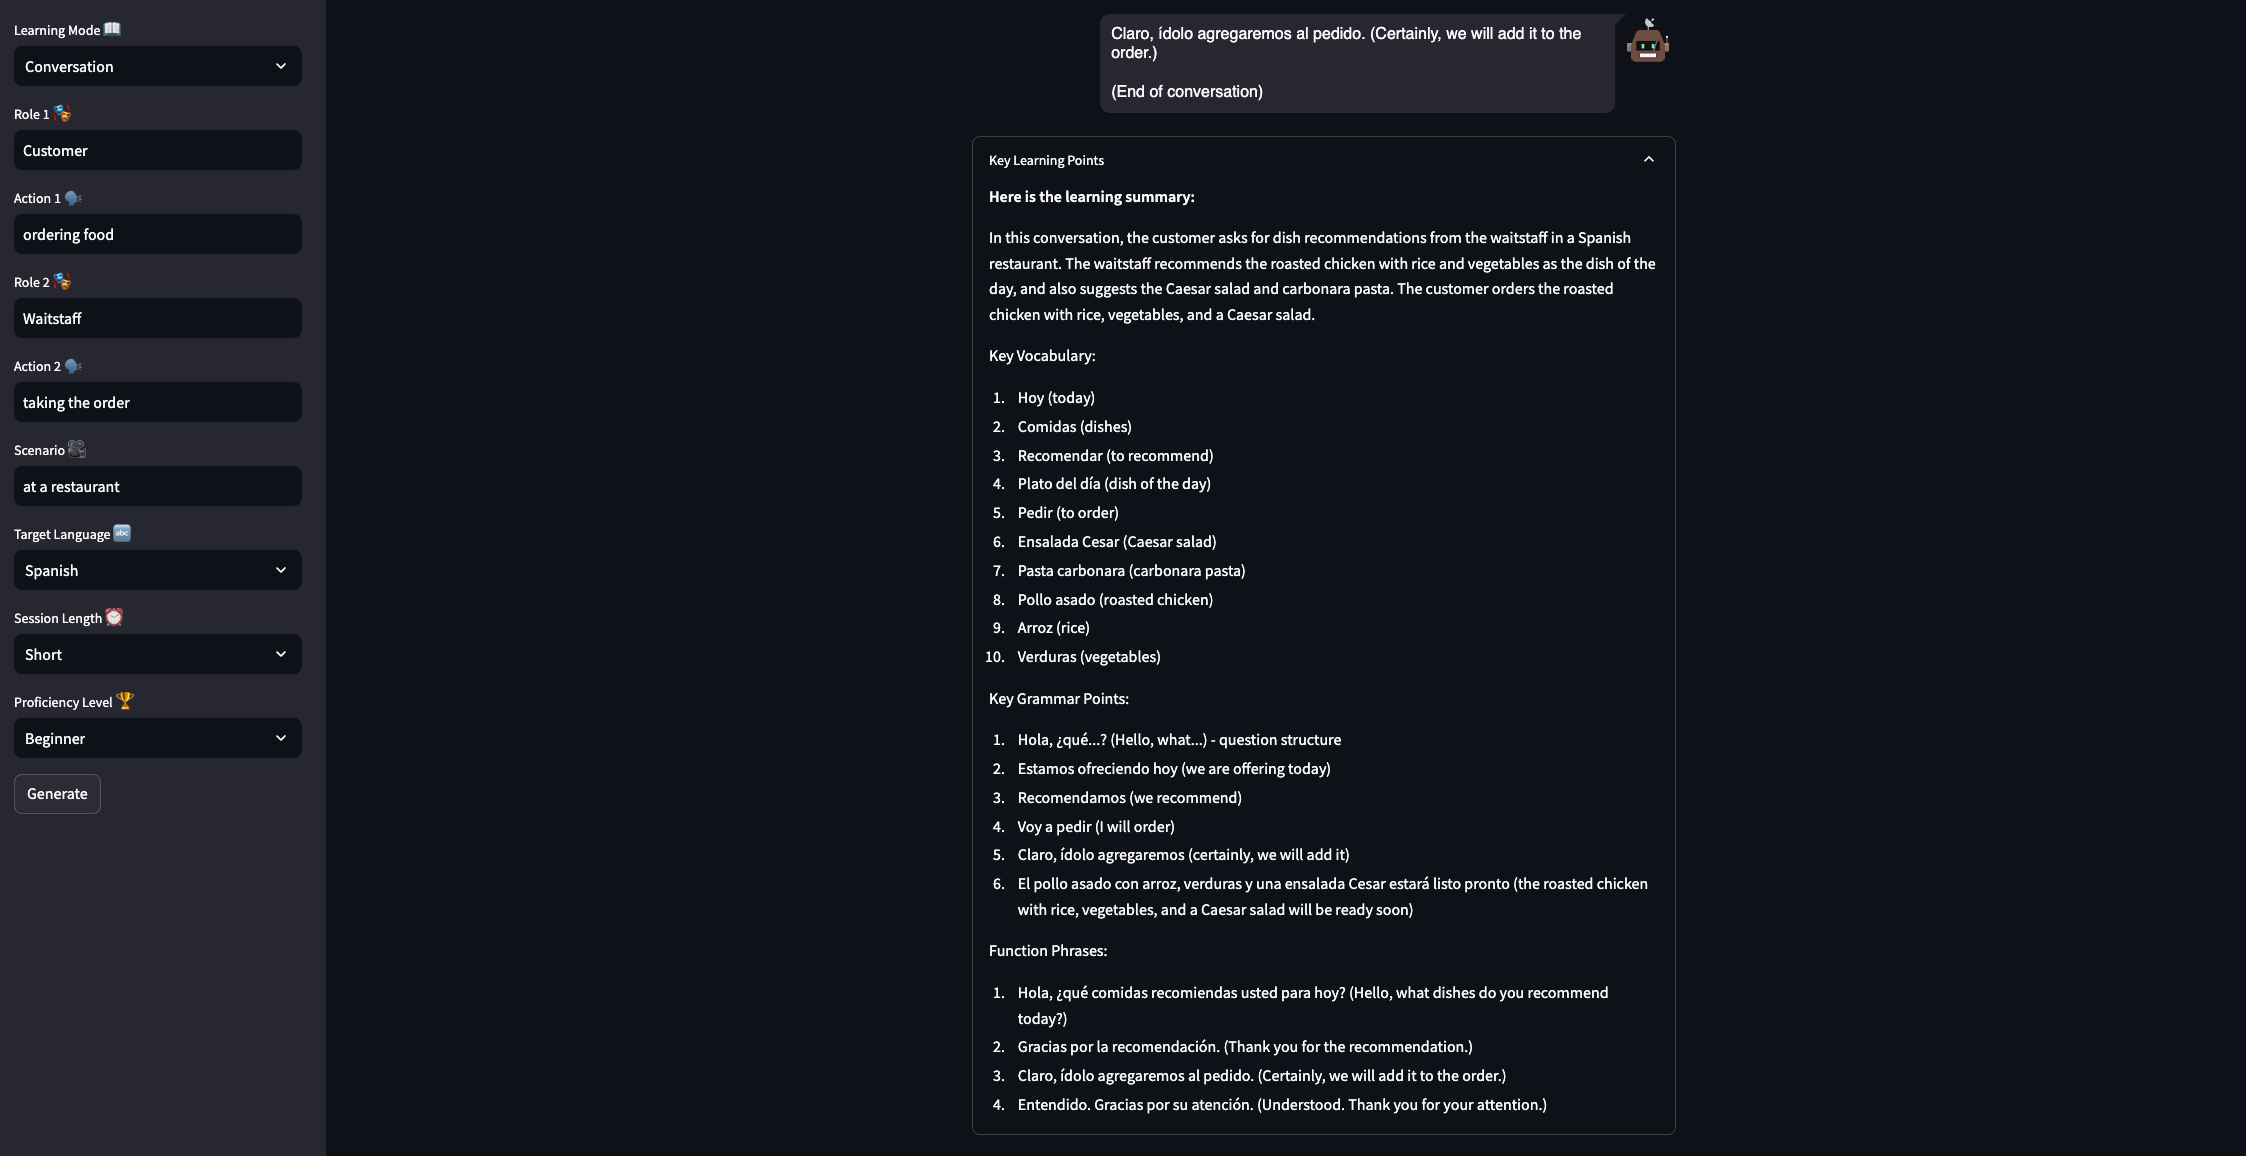 Learning Mode
Conversation
Role 1
Customer
Action 1
ordering food
Role 2
Waitstaff
Action 2
taking the order
Scenario
at a restaurant
Target Language
abc
Spanish
Session Length
Short
Proficiency Level
Beginner
Generate
Claro, ídolo agregaremos al pedido. (Certainly, we will add it to the
order.)
(End of conversation)
Key Learning Points
Here is the learning summary:
In this conversation, the customer asks for dish recommendations from the waitstaff in a Spanish
restaurant. The waitstaff recommends the roasted chicken with rice and vegetables as the dish of the
day, and also suggests the Caesar salad and carbonara pasta. The customer orders the roasted
chicken with rice, vegetables, and a Caesar salad.
Key Vocabulary:
1. Hoy (today)
2. Comidas (dishes)
3. Recomendar (to recommend)
4. Plato del día (dish of the day)
5. Pedir (to order)
6. Ensalada Cesar (Caesar salad)
7. Pasta carbonara (carbonara pasta)
8. Pollo asado (roasted chicken)
9. Arroz (rice)
10. Verduras (vegetables)
Key Grammar Points:
1. Hola, ¿qué...? (Hello, what...) - question structure
2. Estamos ofreciendo hoy (we are offering today)
3. Recomendamos (we recommend)
4. Voy a pedir (I will order)
5. Claro, ídolo agregaremos (certainly, we will add it)
6. El pollo asado con arroz, verduras y una ensalada Cesar estará listo pronto (the roasted chicken
with rice, vegetables, and a Caesar salad will be ready soon)
Function Phrases:
1. Hola, ¿qué comidas recomiendas usted para hoy? (Hello, what dishes do you recommend
today?)
2. Gracias por la recomendación. (Thank you for the recommendation.)
3. Claro, ídolo agregaremos al pedido. (Certainly, we will add it to the order.)
4. Entendido. Gracias por su atención. (Understood. Thank you for your attention.)